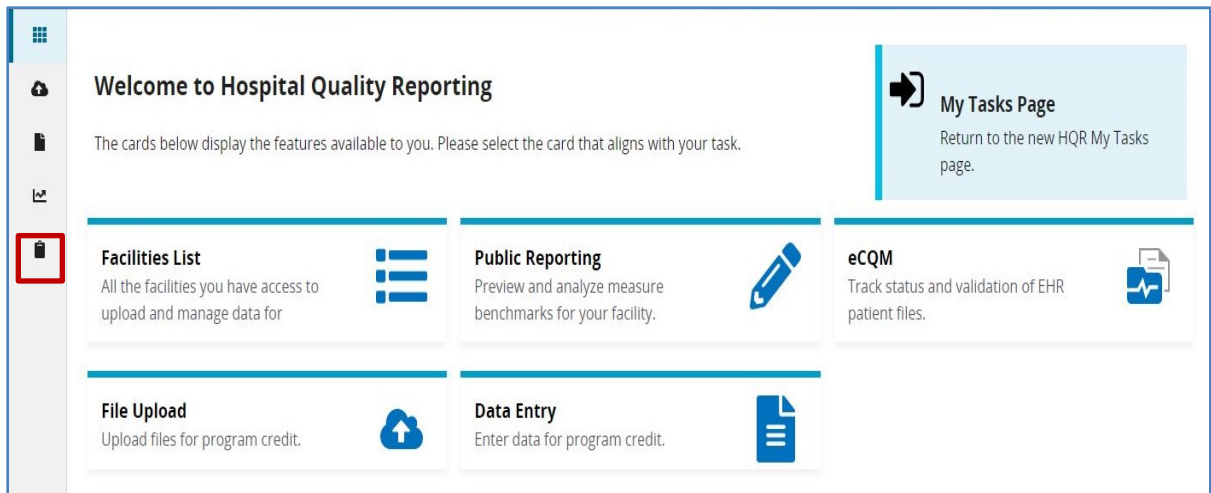 Welcome to Hospital Quality Reporting
The cards below display the features available to you. Please select the card that aligns with your task.
My Tasks Page
Return to the new HQR My Tasks
page.
Facilities List
All the facilities you have access to
upload and manage data for
Public Reporting
Preview and analyze measure
benchmarks for your facility.
eCQM
Track status and validation of EHR
patient files.
File Upload
Upload files for program credit.
Data Entry
Enter data for program credit.